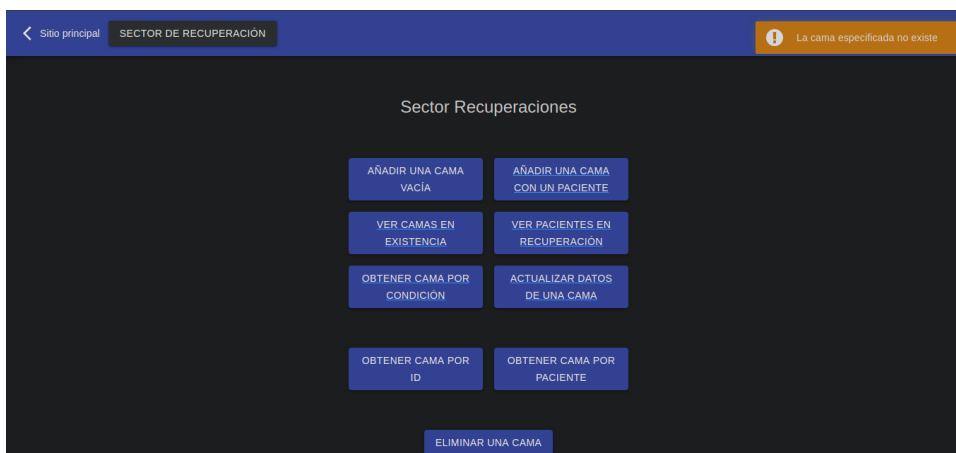 Sitio principal SECTOR DE RECUPERACIÓN
La cama especificada no existe
Sector Recuperaciones
AÑADIR UNA CAMA
VACÍA
AÑADIR UNA CAMA
CON UN PACIENTE
VER CAMAS EN
EXISTENCIA
VER PACIENTES EN
RECUPERACIÓN
OBTENER CAMA POR
CONDICIÓN
ACTUALIZAR DATOS
DE UNA CAMA
OBTENER CAMA POR
ID
OBTENER CAMA POR
PACIENTE
ELIMINAR UNA CAMA